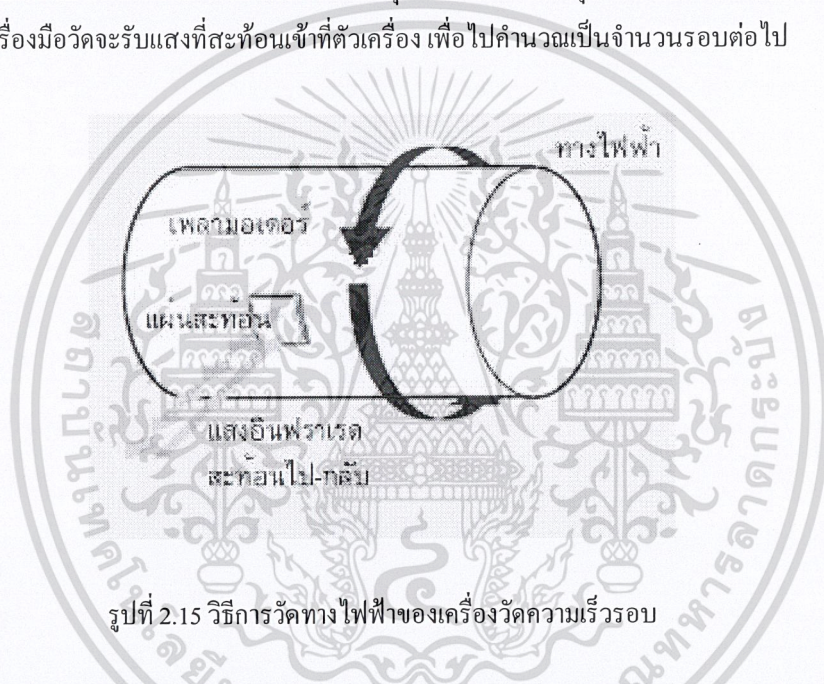 รื่องมือวัดจะรับแสงที่สะท้อนเข้าที่ตัวเครื่อง เพื่อไปคำนวณเป็นจำนวนรอบต่อไป
ทางไฟฟ้า
เพลามอเตอร์
แผ่นสะท้อน
แสงอินฟราเรด
สะท้อนไป-กลับ
รูปที่ 2.15 วิธีการวัดทางไฟฟ้าของเครื่องวัดความเร็วรอบ